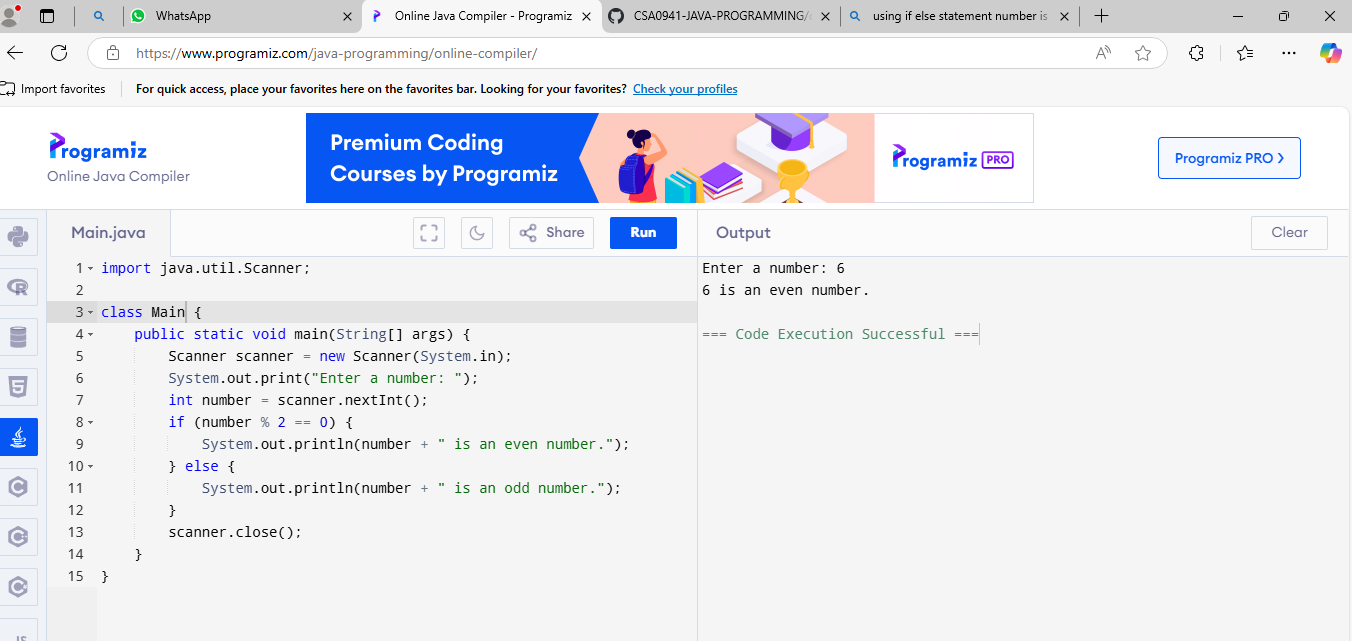 WhatsApp
Online Java Compiler - Programiz
CSA0941-JAVA-PROGRAMMING/
using if else statement number is
https://www.programiz.com/java-programming/online-compiler/
Import favorites
For quick access, place your favorites here on the favorites bar. Looking for your favorites? Check your profiles
Programiz
Online Java Compiler
Premium Coding
Courses by Programiz
Programiz PRO
Programiz PRO ›
Main.java
Share
Run
Output
Clear
1 import java.util.Scanner;
2
3 class Main {
4 public static void main(String[] args) {
5 Scanner scanner = new Scanner(System.in);
6 System.out.print("Enter a number: ");
7 int number = scanner.nextInt();
8 if (number % 2 == 0) {
9 System.out.println(number + " is an even number.");
10 } else {
11 System.out.println(number + " is an odd number.");
12 }
13 scanner.close();
14 }
15 }
Enter a number: 6
6 is an even number.
=== Code Execution Successful ===
JS